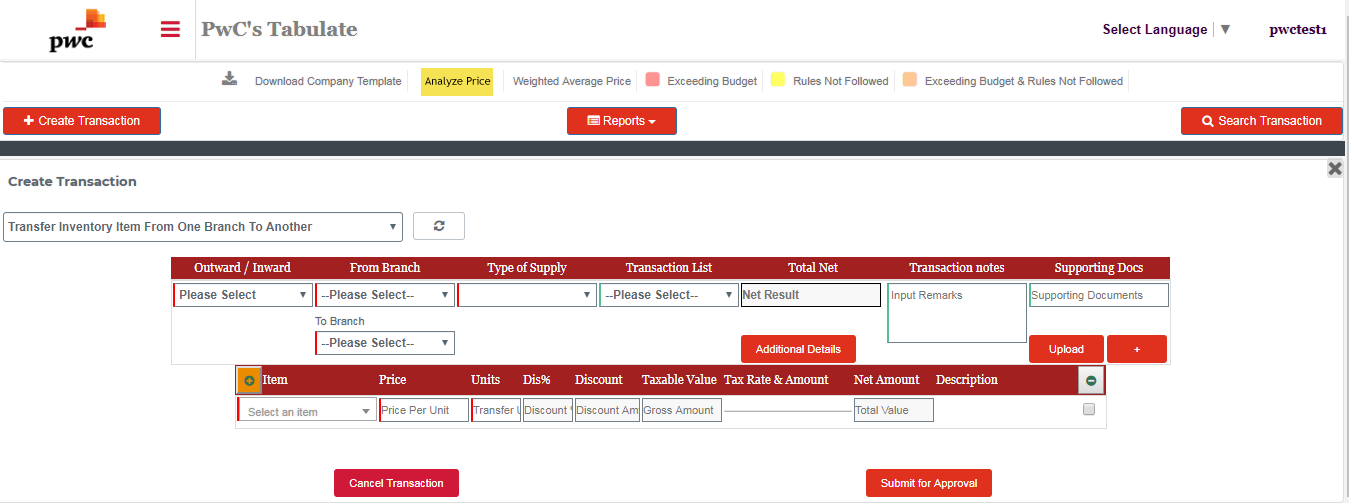 pwc
PwC's Tabulate
Select Language ▼
pwctest1
Download Company Template
Analyze Price
Weighted Average Price
Exceeding Budget
Rules Not Followed
Exceeding Budget & Rules Not Followed
+ Create Transaction
Reports
Search Transaction
Create Transaction
Transfer Inventory Item From One Branch To Another
Outward / Inward From Branch Type of Supply Transaction List Total Net Transaction notes Supporting Docs
Please Select --Please Select-- --Please Select-- Net Result Input Remarks Supporting Documents
To Branch
--Please Select--
Additional Details
Upload +
Item Price Units Dis% Discount Taxable Value Tax Rate & Amount Net Amount Description
Select an item Price Per Unit Transfer Discount Discount Am Gross Amount Total Value
Cancel Transaction Submit for Approval